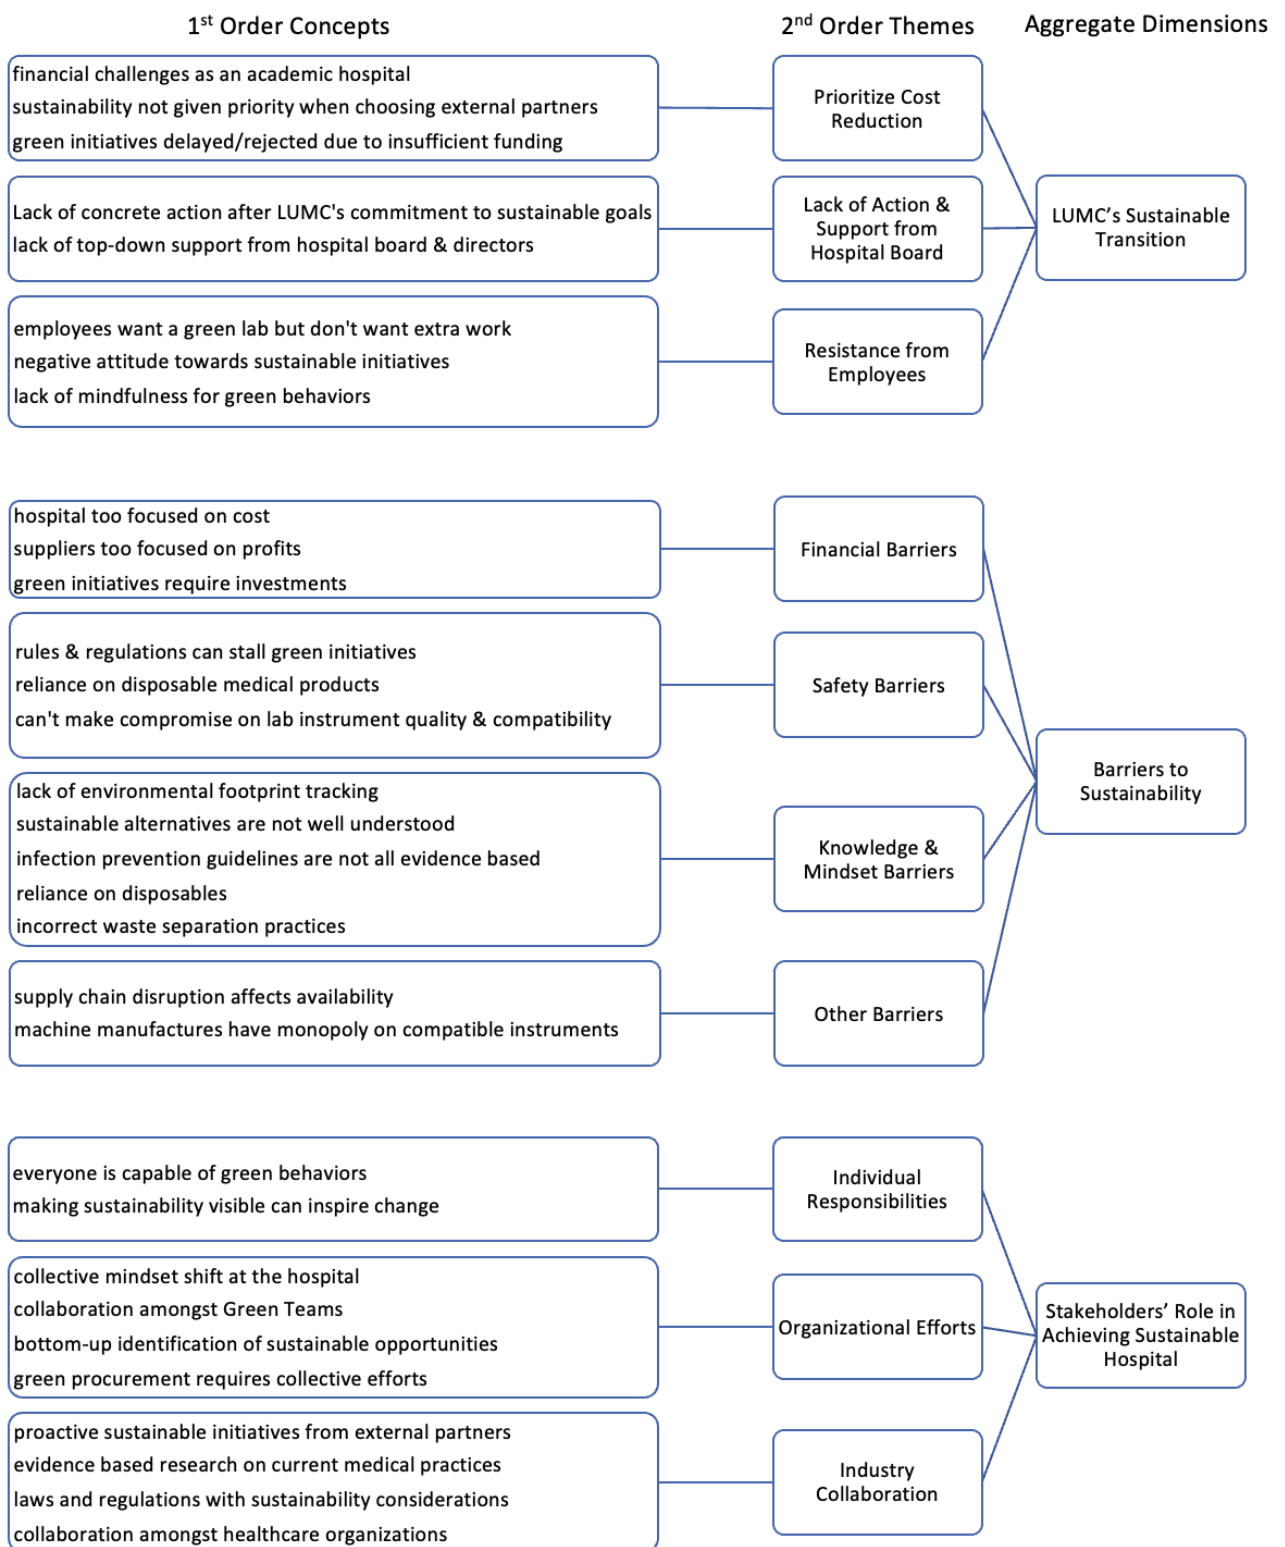 1st Order Concepts
2nd Order Themes
Aggregate Dimensions
financial challenges as an academic hospital
sustainability not given priority when choosing external partners
green initiatives delayed/rejected due to insufficient funding
Prioritize Cost
Reduction
Lack of concrete action after LUMC's commitment to sustainable goals
lack of top-down support from hospital board & directors
Lack of Action &
Support from
Hospital Board
employees want a green lab but don't want extra work
negative attitude towards sustainable initiatives
lack of mindfulness for green behaviors
Resistance from
Employees
LUMC’s Sustainable
Transition
hospital too focused on cost
suppliers too focused on profits
green initiatives require investments
Financial Barriers
rules & regulations can stall green initiatives
reliance on disposable medical products
can't make compromise on lab instrument quality & compatibility
Safety Barriers
lack of environmental footprint tracking
sustainable alternatives are not well understood
infection prevention guidelines are not all evidence based
reliance on disposables
incorrect waste separation practices
Knowledge &
Mindset Barriers
supply chain disruption affects availability
machine manufactures have monopoly on compatible instruments
Other Barriers
Barriers to
Sustainability
everyone is capable of green behaviors
making sustainability visible can inspire change
Individual
Responsibilities
collective mindset shift at the hospital
collaboration amongst Green Teams
bottom-up identification of sustainable opportunities
green procurement requires collective efforts
Organizational Efforts
proactive sustainable initiatives from external partners
evidence based research on current medical practices
laws and regulations with sustainability considerations
collaboration amongst healthcare organizations
Industry
Collaboration
Stakeholders’ Role in
Achieving Sustainable
Hospital